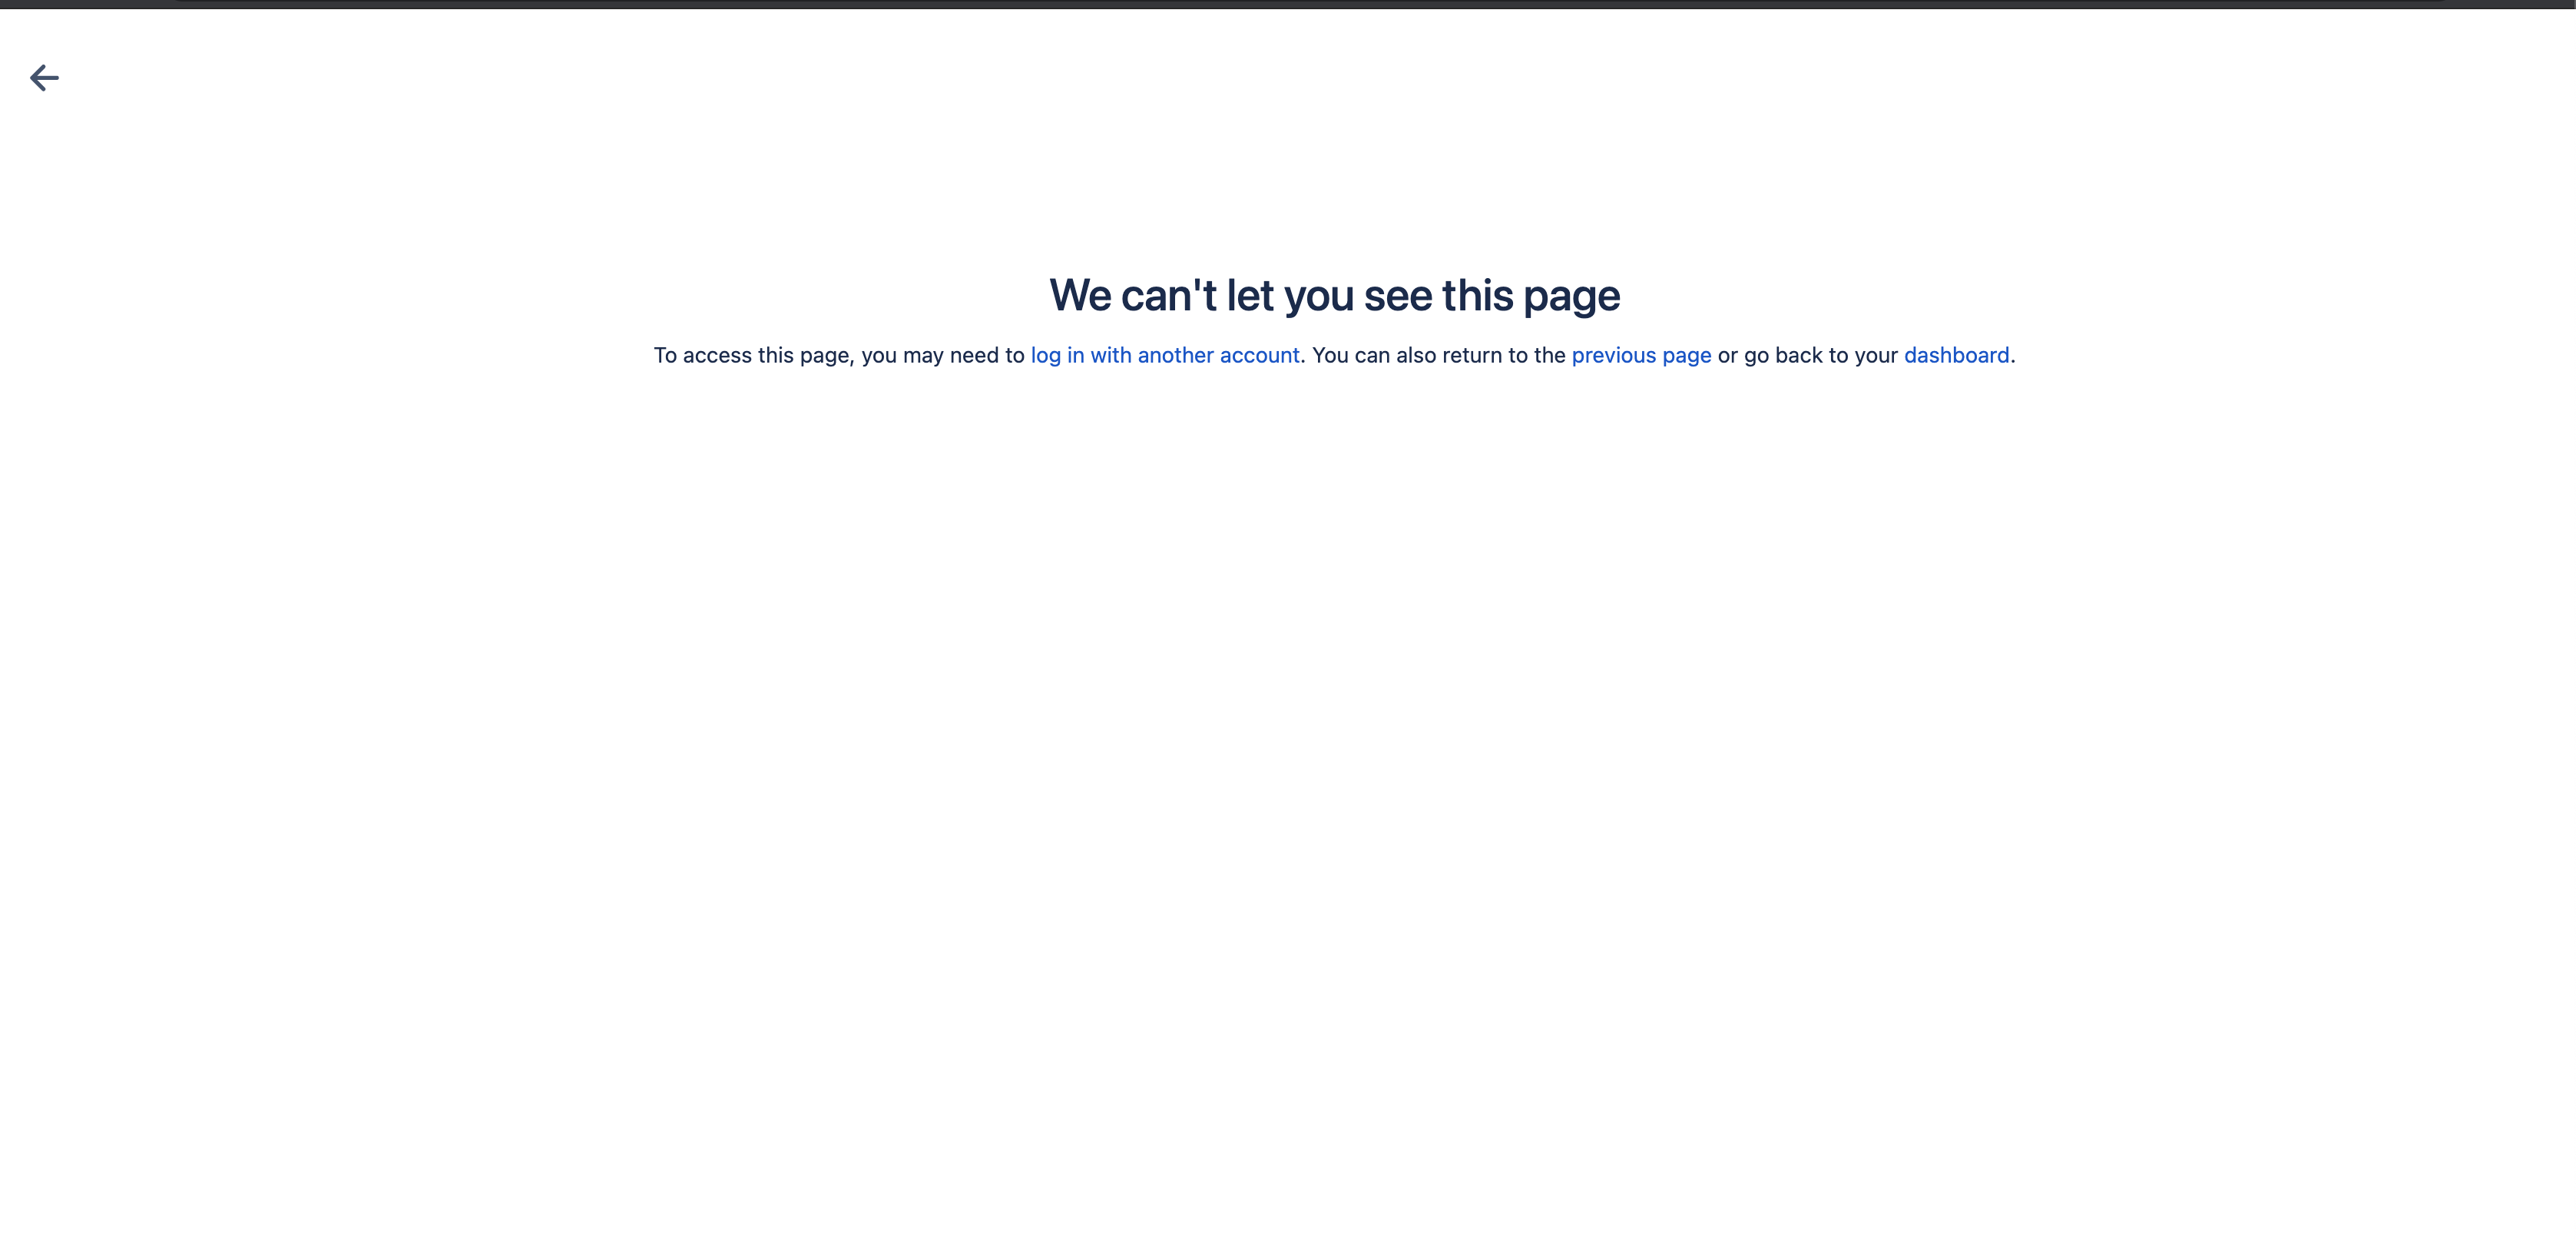 We can't let you see this page
To access this page, you may need to log in with another account. You can also return to the previous page or go back to your dashboard.